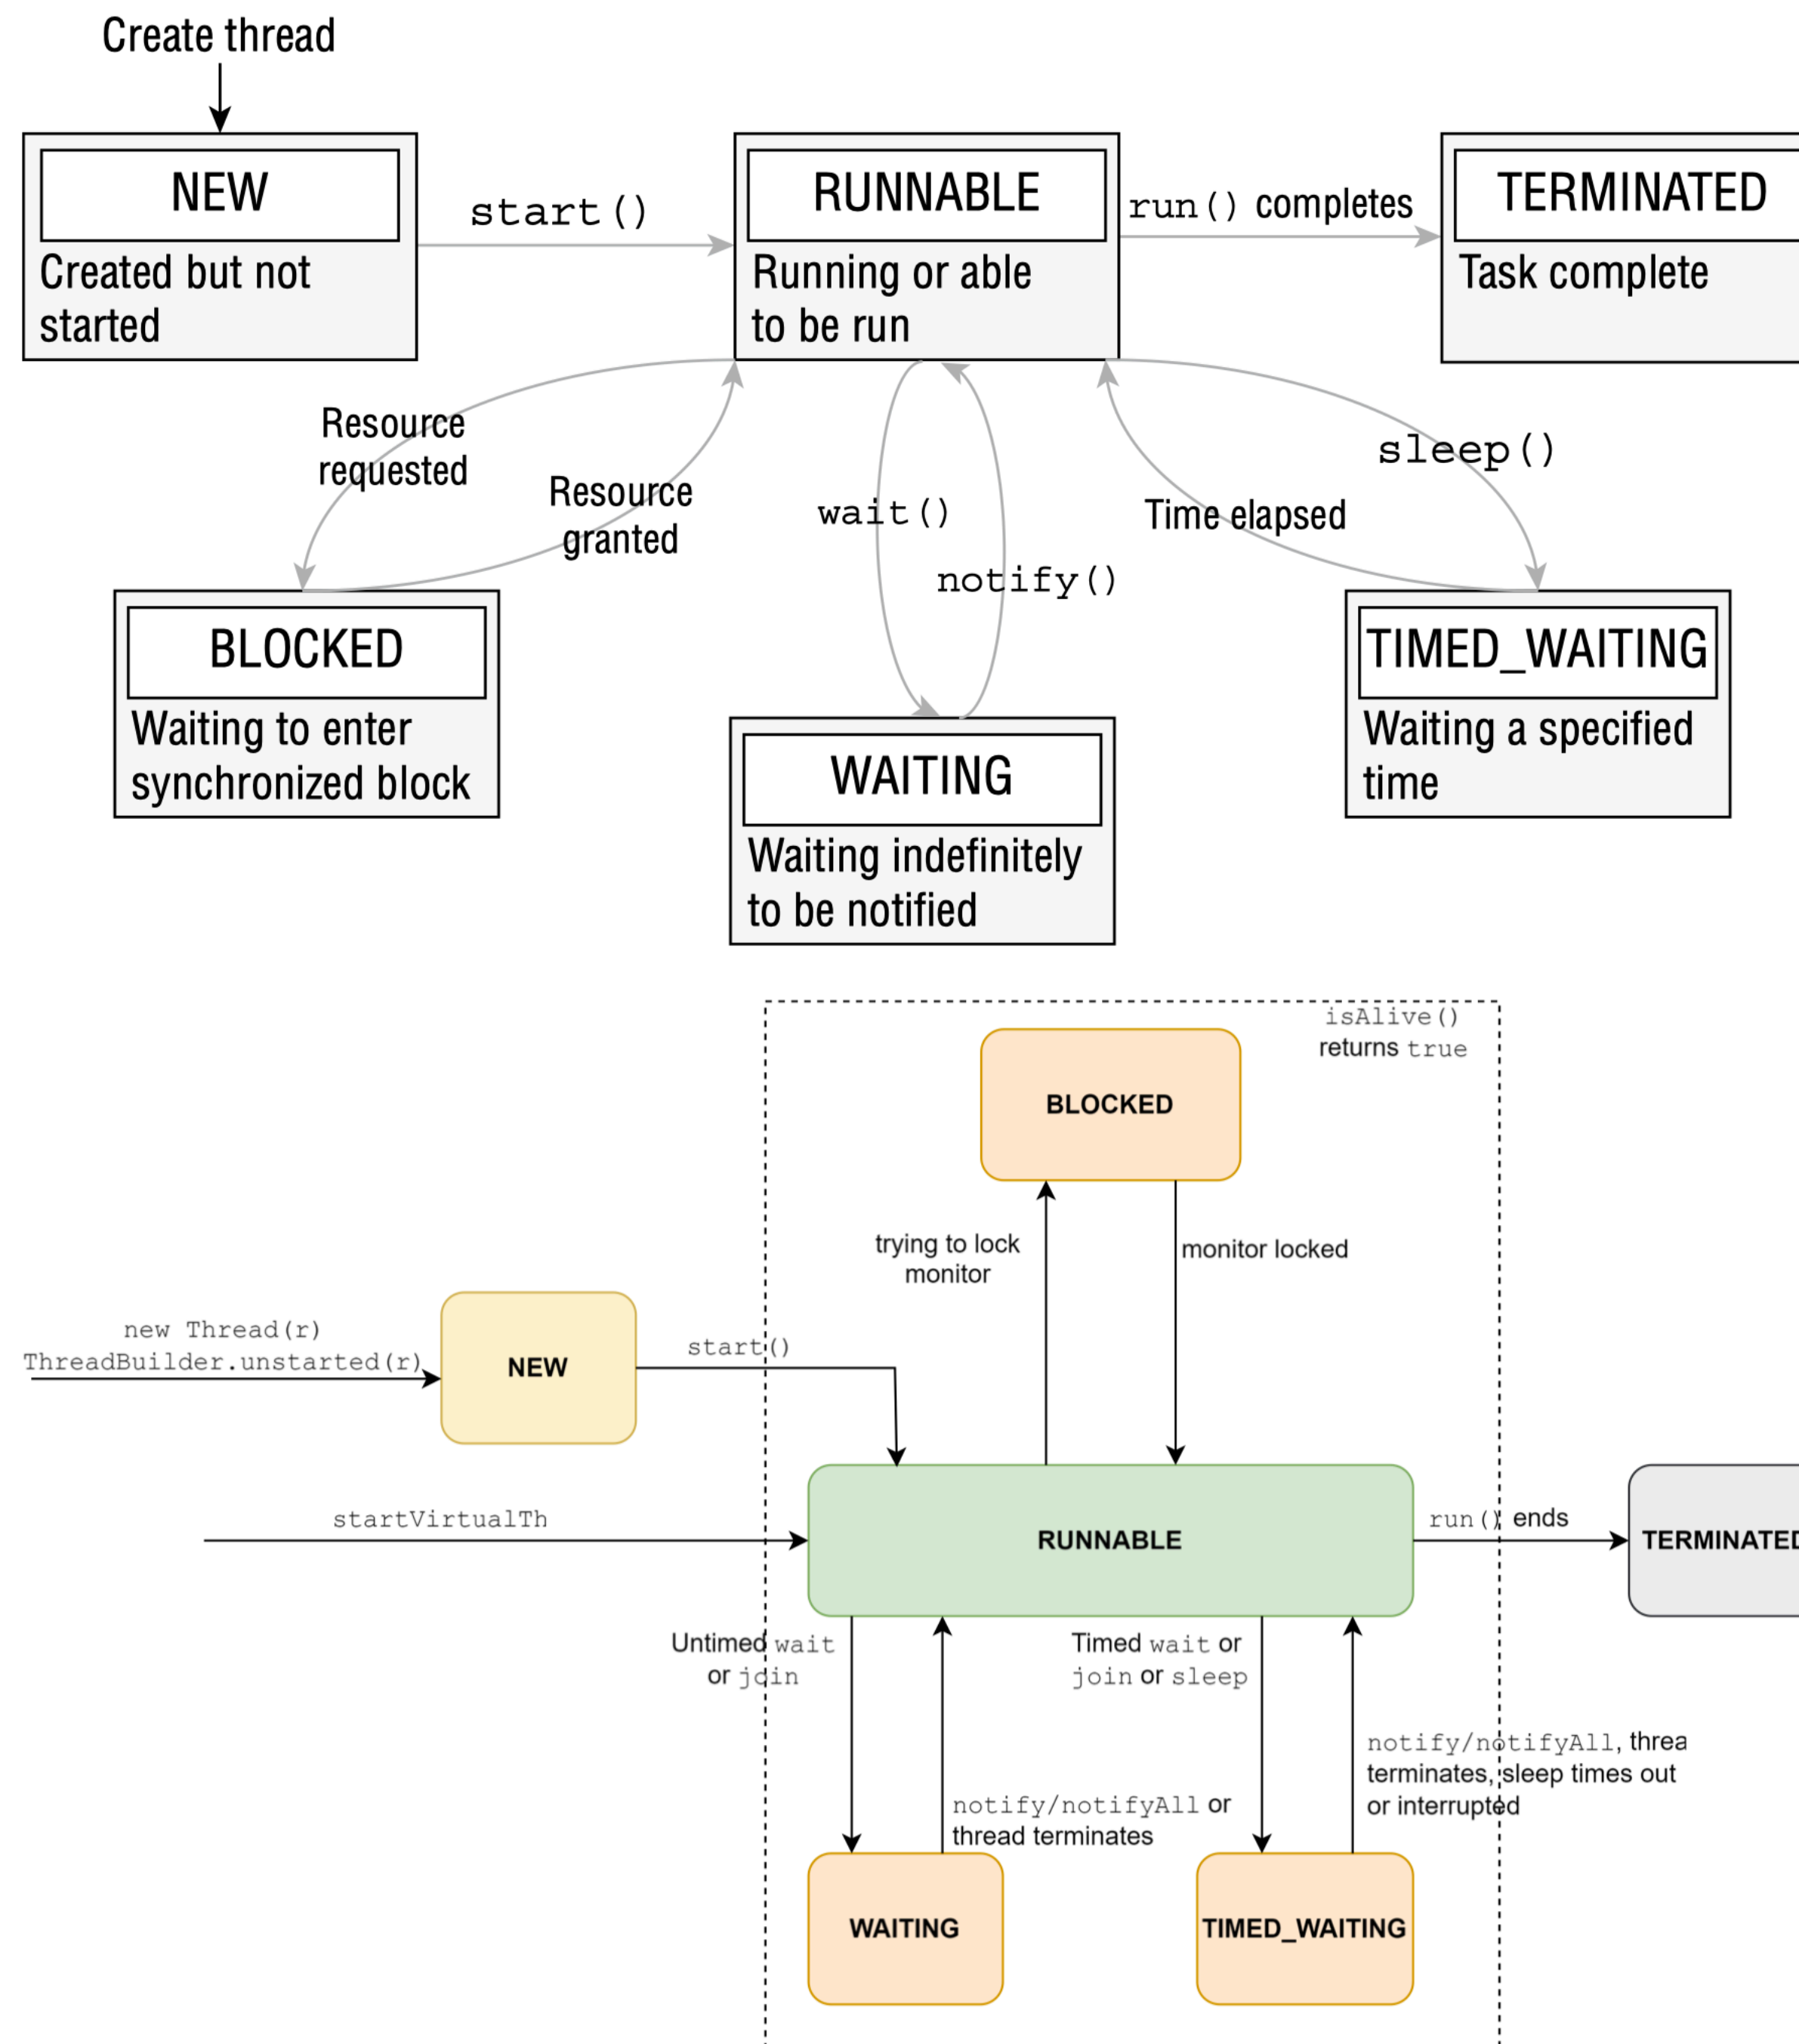 Create thread
NEW
Created but not
started
start()
RUNNABLE
Running or able
to be run
run() completes
TERMINATED
Task complete
Resource
requested
Resource
granted
wait()
notify()
Time elapsed
sleep()
BLOCKED
Waiting to enter
synchronized block
WAITING
Waiting indefinitely
to be notified
TIMED_WAITING
Waiting a specified
time
isAlive()
returns true
BLOCKED
trying to lock
monitor
monitor locked
new Thread(r)
ThreadBuilder.unstarted(r)
NEW
start()
startVirtualTh
RUNNABLE
run() ends
TERMINATED
Untimed wait
or join
Timed wait or
join or sleep
notify/notifyAll or
thread terminates
notify/notifyAll, threa
terminates, sleep times out
or interrupted
WAITING
TIMED_WAITING